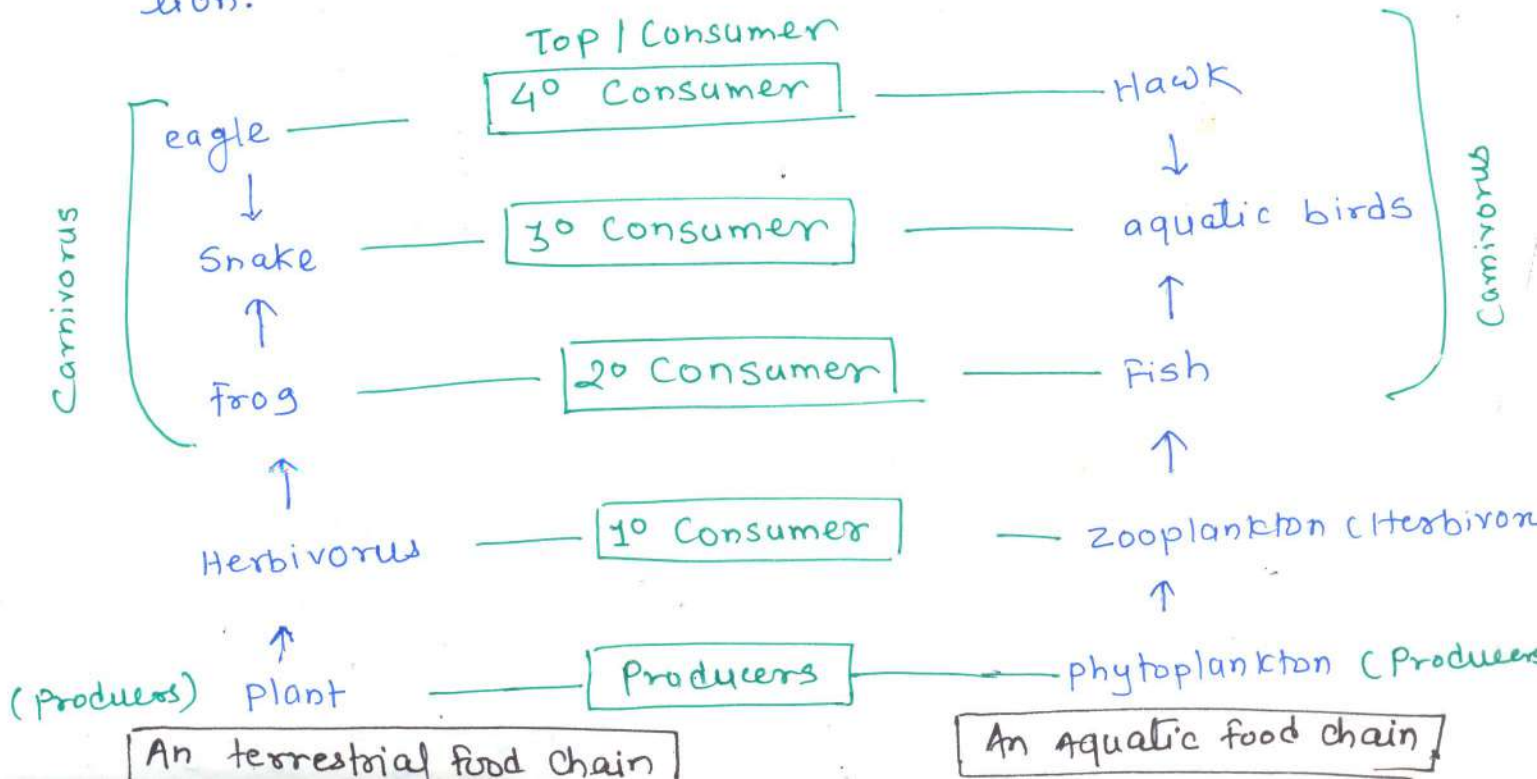 Top / Consumer
eagle 4° Consumer Hawk
↓ ↓
Snake 3° Consumer aquatic birds
↑ ↑
Frog 2° Consumer Fish
↑ ↑
Herbivorus 1° Consumer Zooplankton (Herbivor
↑ ↑
(Producers) Plant Producers phytoplankton (Producers
An terrestrial food chain An Aquatic food chain
Carnivorus
Carnivorus